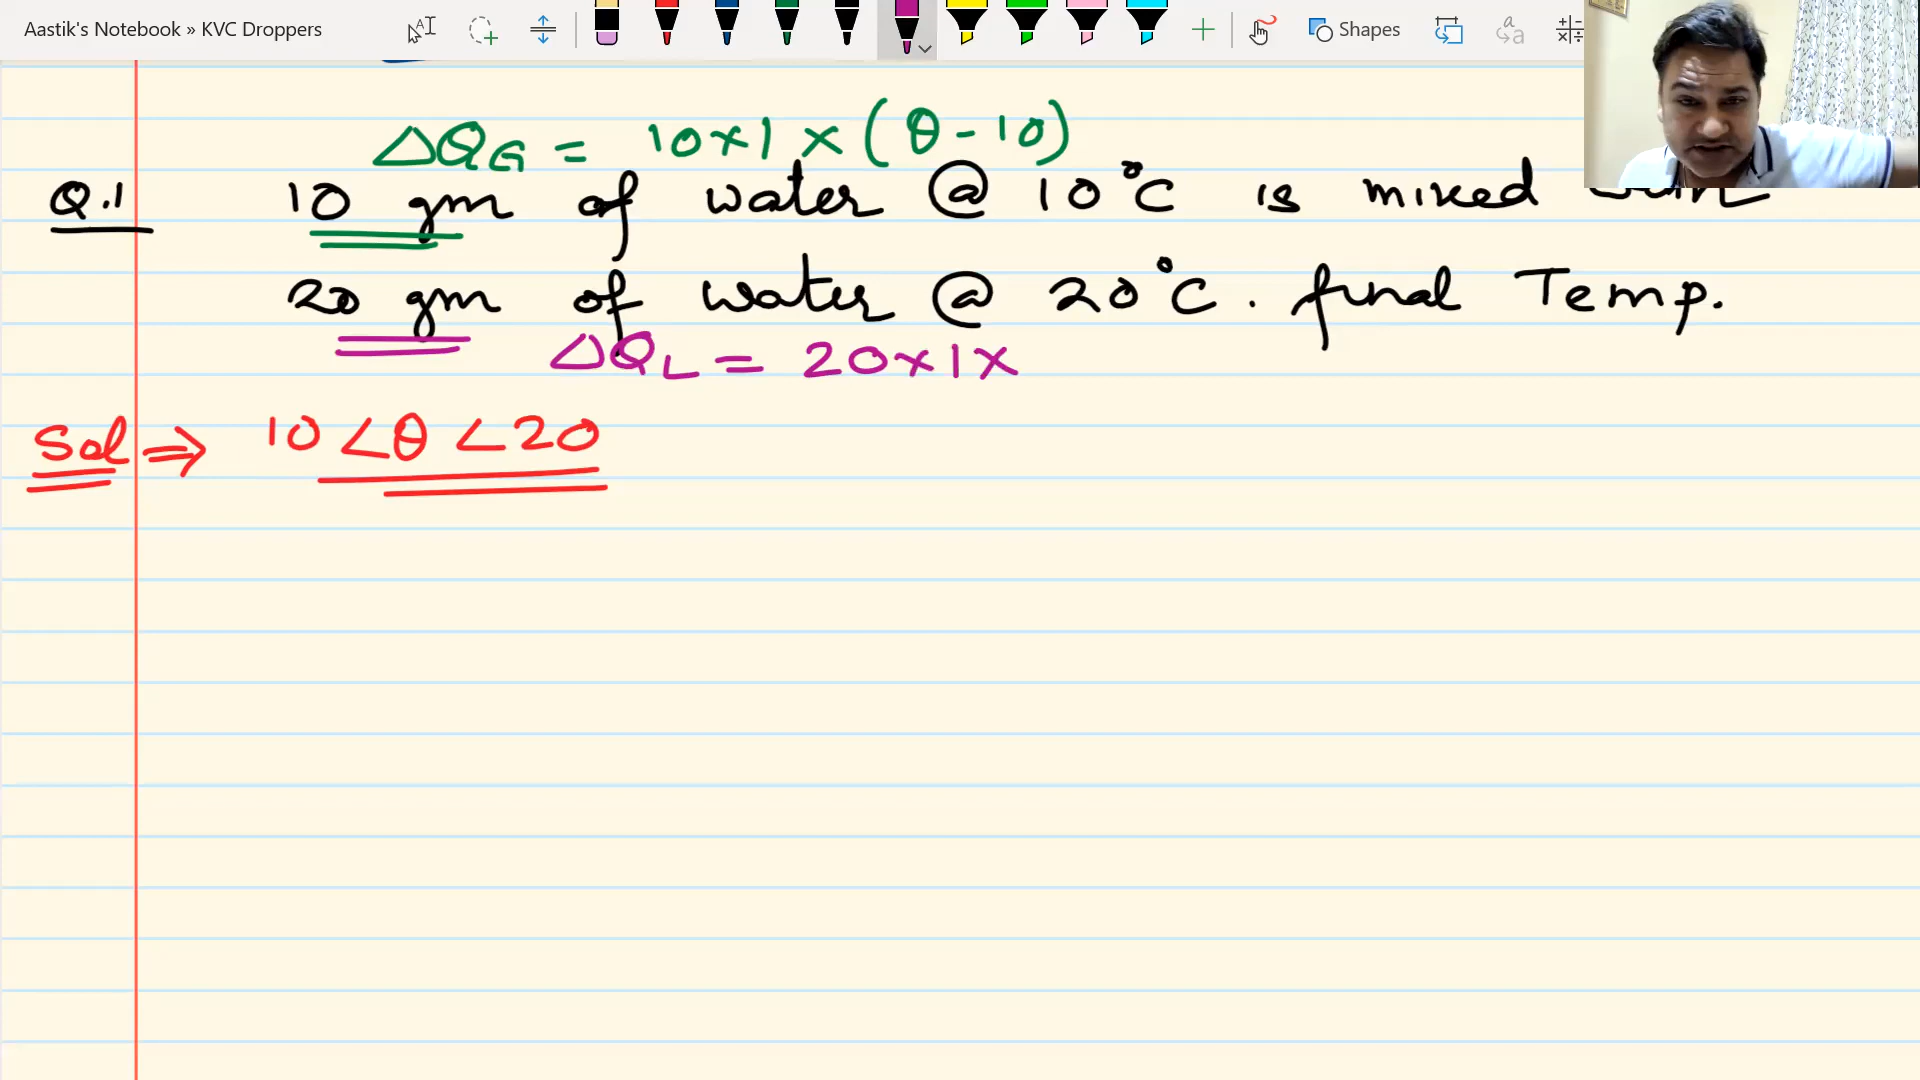 Aastik's Notebook » KVC Droppers
Shapes
ΔQG = 10×1×(θ-10)
Q.1 10 gm of water @ 10°C is mixed
20 gm of water @ 20°C. final Temp.
ΔQL = 20×1×
Sol ⇒ 10<θ<20